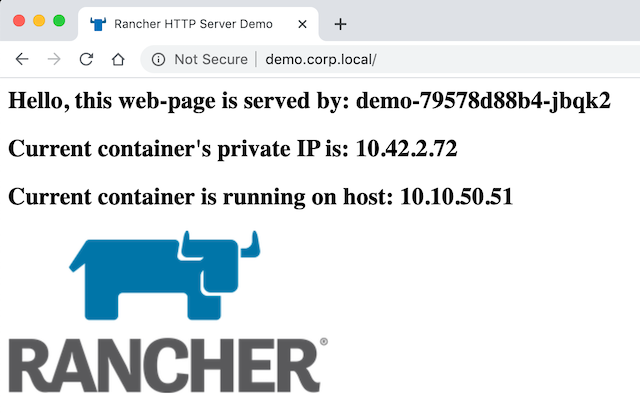 Rancher HTTP Server Demo
Not Secure | demo.corp.local/
Hello, this web-page is served by: demo-79578d88b4-jbqk2
Current container's private IP is: 10.42.2.72
Current container is running on host: 10.10.50.51
RANCHER®